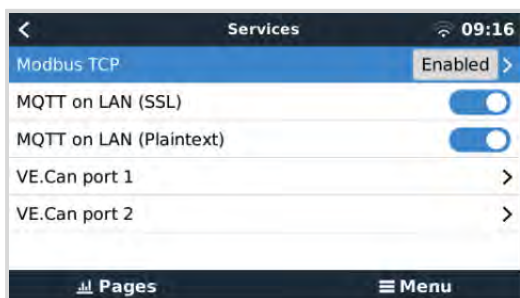 Services 09:16
Modbus TCP Enabled
MQTT on LAN (SSL)
MQTT on LAN (Plaintext)
VE.Can port 1
VE.Can port 2
Pages Menu